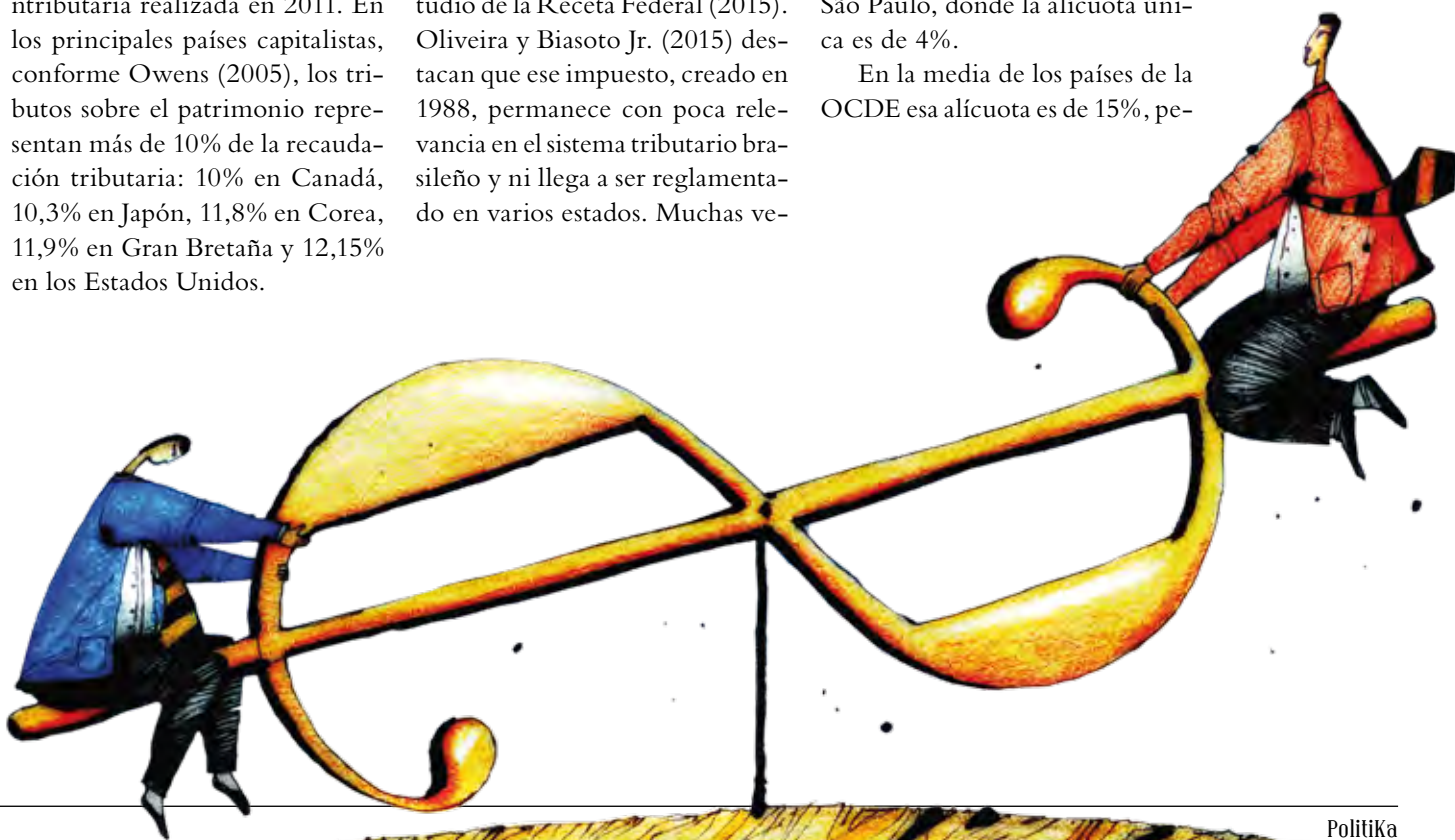 ntributaria realizada en 2011. En
los principales países capitalistas,
conforme Owens (2005), los tri-
butos sobre el patrimonio repre-
sentan más de 10% de la recauda-
ción tributaria: 10% en Canadá,
10,3% en Japón, 11,8% en Corea,
11,9% en Gran Bretaña y 12,15%
en los Estados Unidos.
tudio de la Receta Federal (2015).
Oliveira y Biasoto Jr. (2015) des-
tacan que ese impuesto, creado en
1988, permanece con poca rele-
vancia en el sistema tributario bra-
sileño y ni llega a ser reglamenta-
do en varios estados. Muchas ve-
São Paulo, donde la alícuota úni-
ca es de 4%.
En la media de los países de la
OCDE esa alícuota es de 15%, pe-
PolitiKa